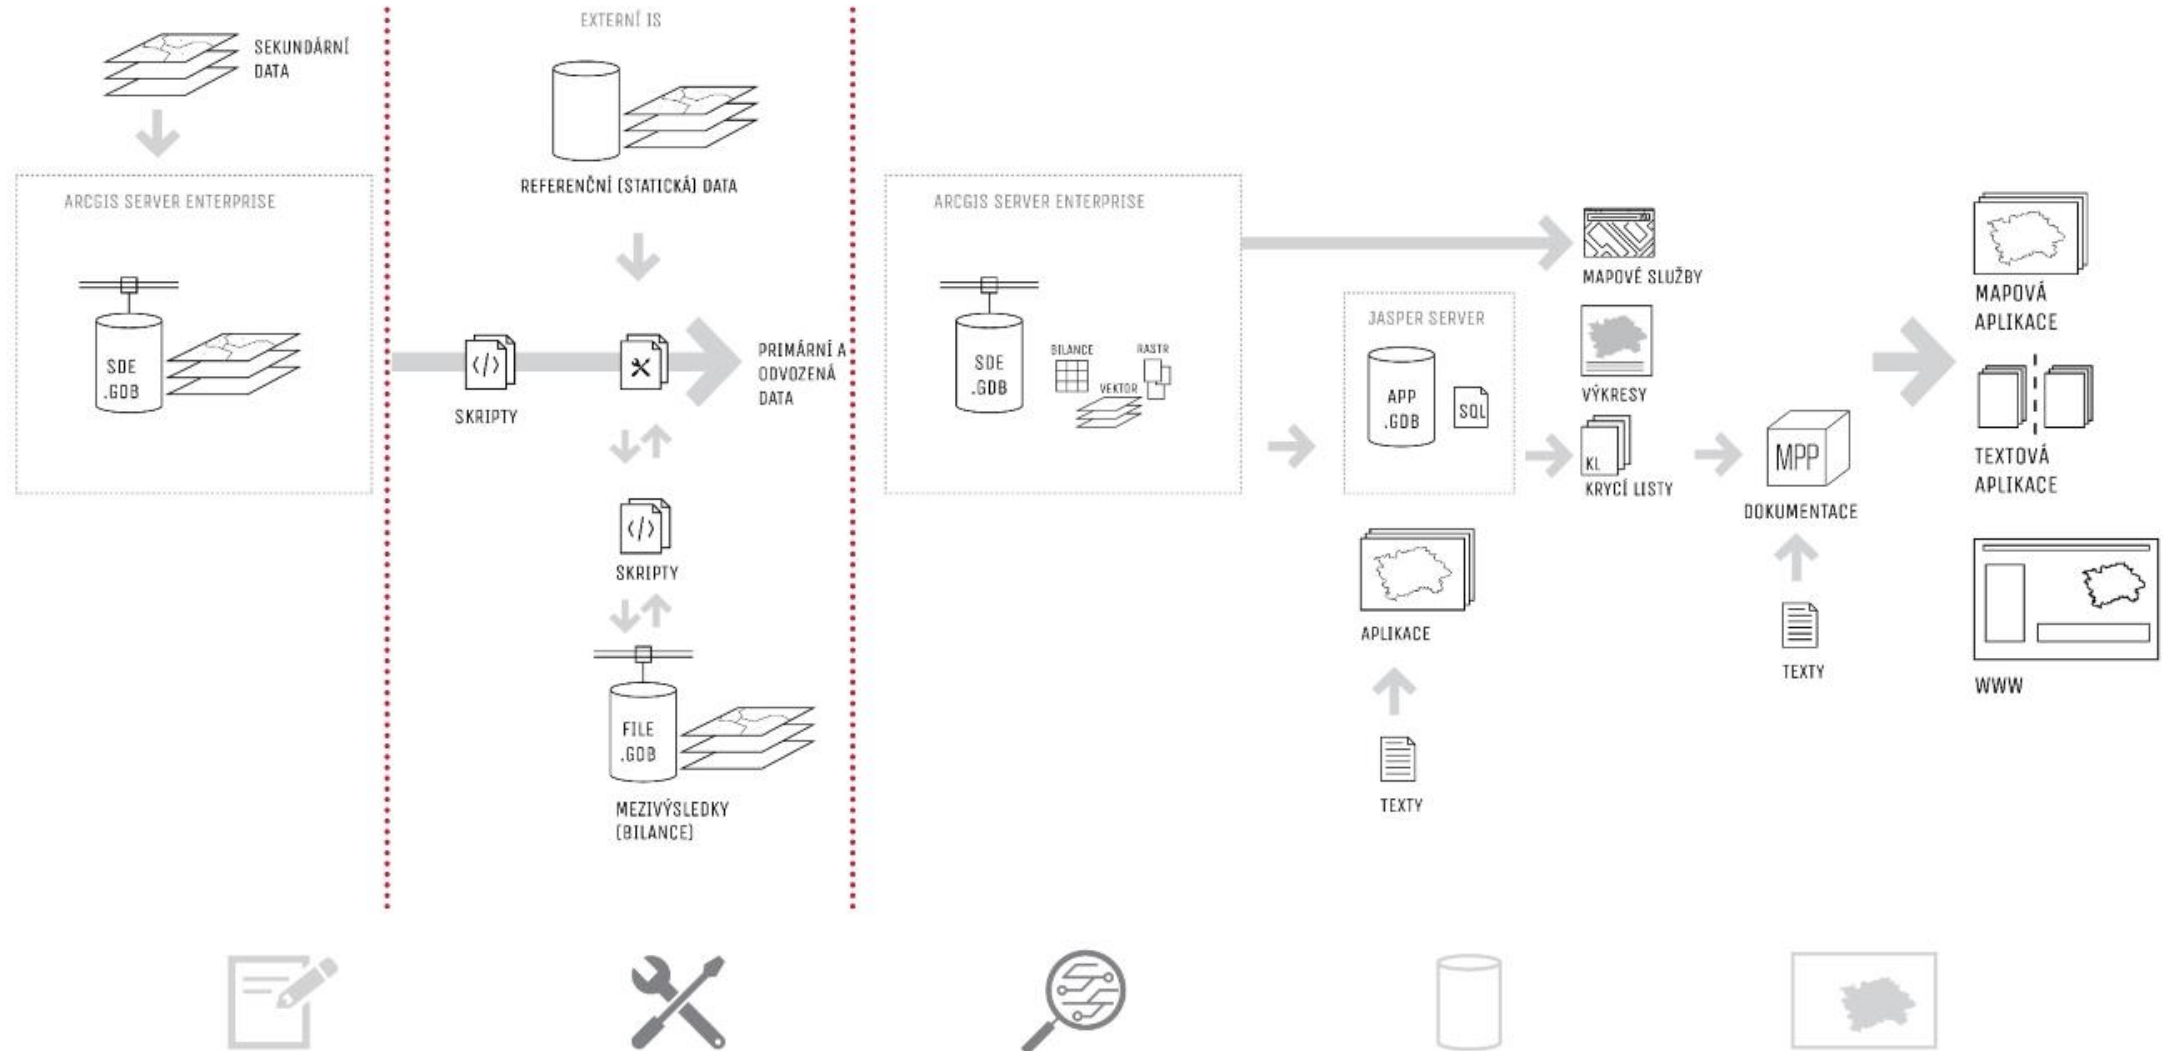 SEKUNDÁRNÍ
DATA
ARCGIS SERVER ENTERPRISE
SDE
.GDB
EXTERNÍ IS
REFERENČNÍ (STATICKÁ) DATA
</>
SKRIPTY
PRIMÁRNÍ A
ODVOZENÁ
DATA
</>
SKRIPTY
FILE
.GDB
MEZIVÝSLEDKY
(BILANCE)
ARCGIS SERVER ENTERPRISE
SDE
.GDB
BILANCE
RASTR
VEKTOR
JASPER SERVER
APP
.GDB
SQL
APLIKACE
TEXTY
MAPOVÉ SLUŽBY
VÝKRESY
KL
KRYCÍ LISTY
MPP
DOKUMENTACE
TEXTY
MAPOVÁ
APLIKACE
TEXTOVÁ
APLIKACE
WWW